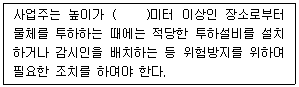 사업주는 높이가 (    )미터 이상인 장소로부터
물체를 투하하는 때에는 적당한 투하설비를 설치
하거나 감시인을 배치하는 등 위험방지를 위하여
필요한 조치를 하여야 한다.